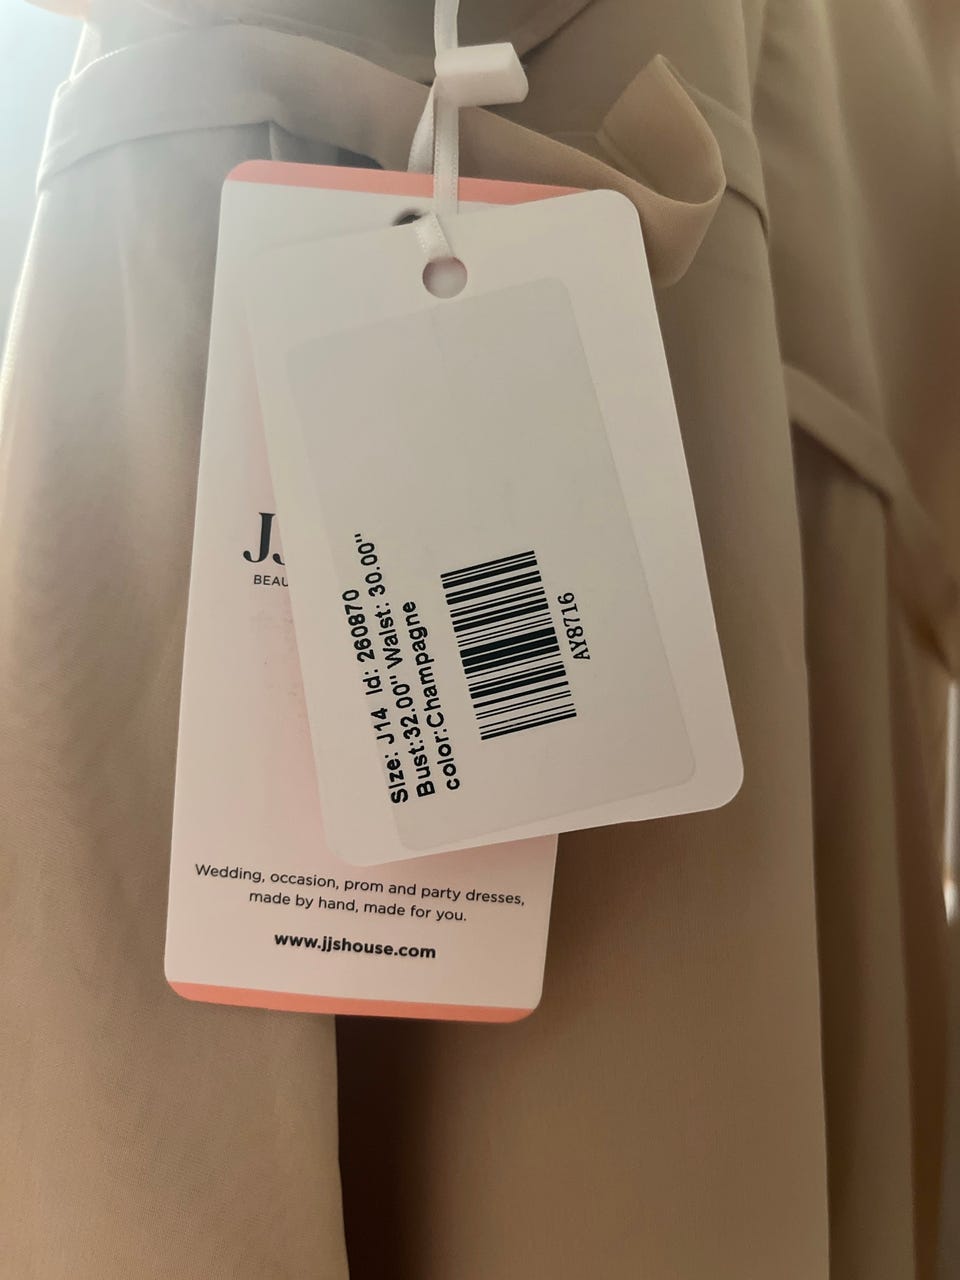 Size: J14 Id: 260870
Bust:32.00" Waist: 30.00"
color:Champagne
AY8716
BEAU
Wedding, occasion, prom and party dresses,
made by hand, made for you.
www.jjshouse.com